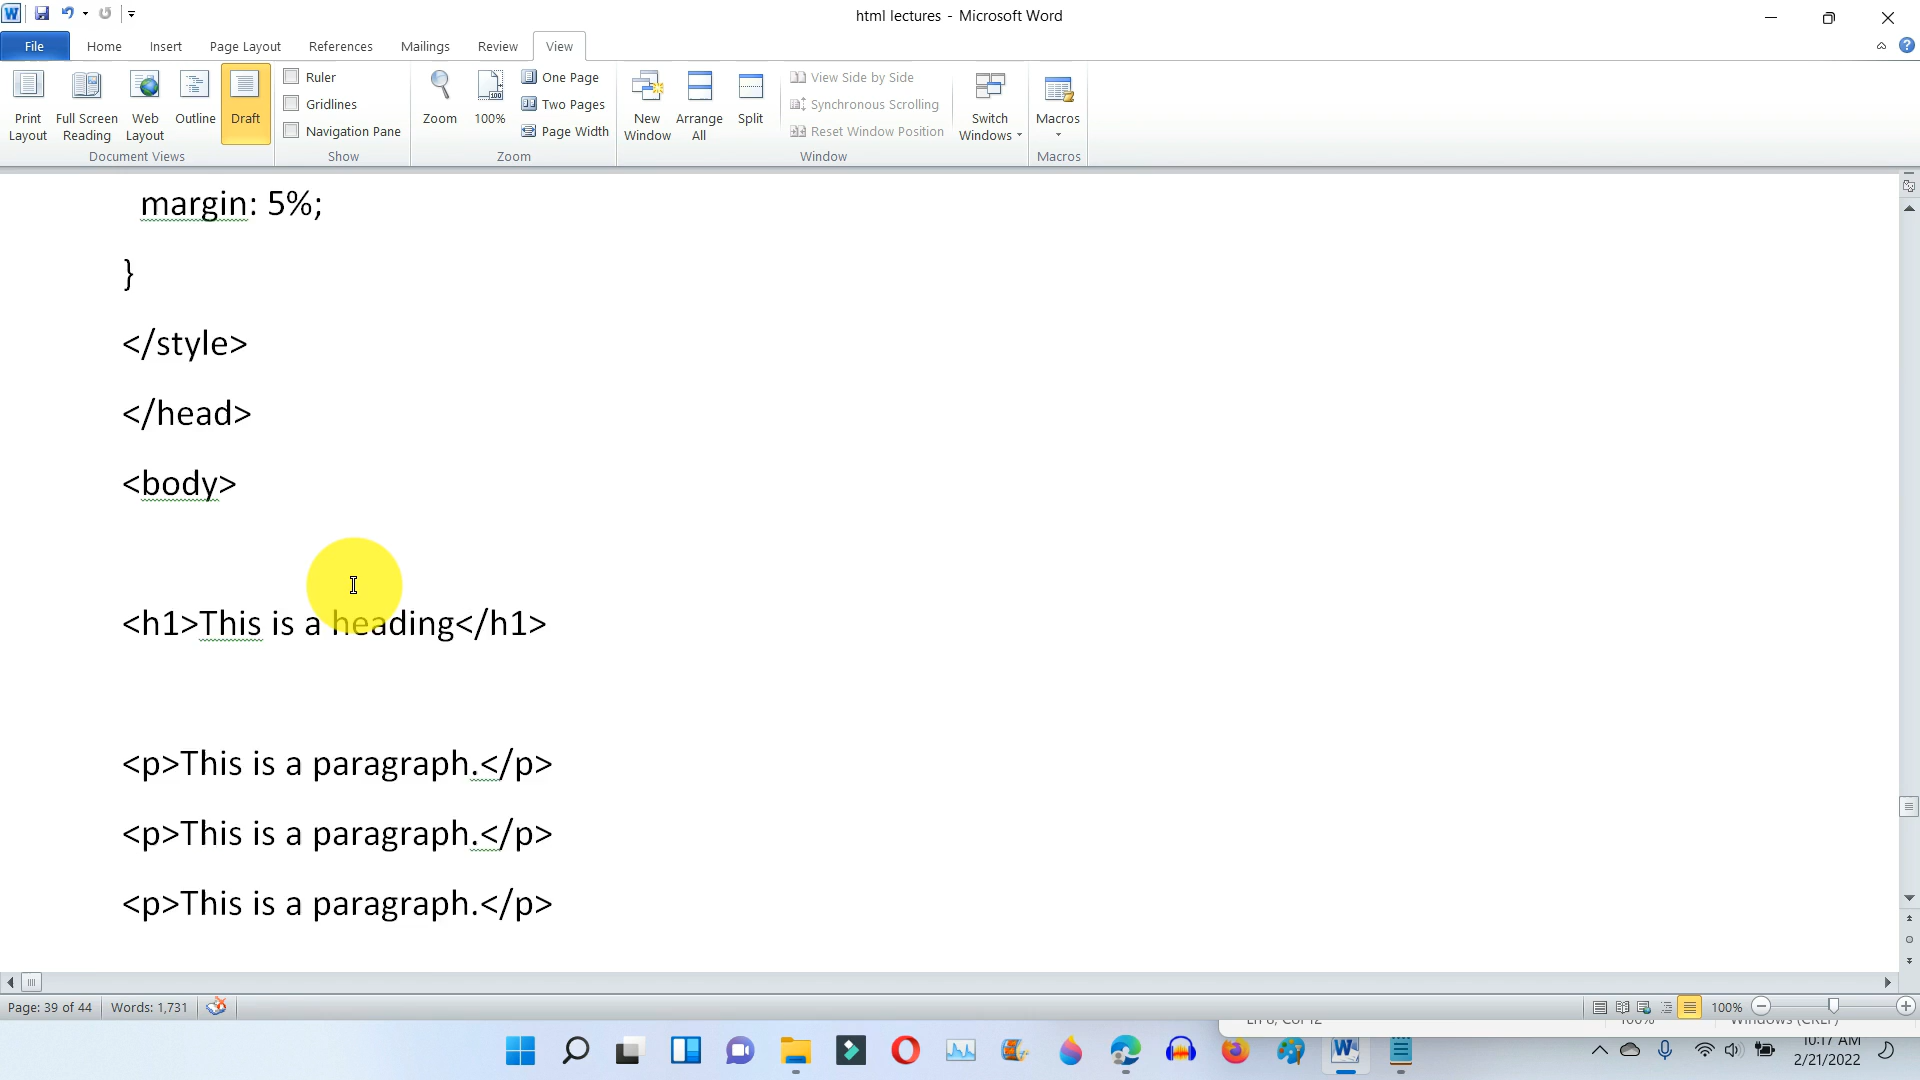 html lectures - Microsoft Word
File Home Insert Page Layout References Mailings Review View
Print Layout
Full Screen Reading
Web Layout
Outline
Draft
Document Views
Ruler
Gridlines
Navigation Pane
Show
Zoom
100%
One Page
Two Pages
Page Width
Zoom
New Window
Arrange All
Split
View Side by Side
Synchronous Scrolling
Reset Window Position
Window
Switch Windows
Macros
Macros
margin: 5%;
}
</style>
</head>
<body>
<h1>This is a heading</h1>
<p>This is a paragraph.</p>
<p>This is a paragraph.</p>
<p>This is a paragraph.</p>
Page: 39 of 44 Words: 1,731 100%
10:17 AM
2/21/2022